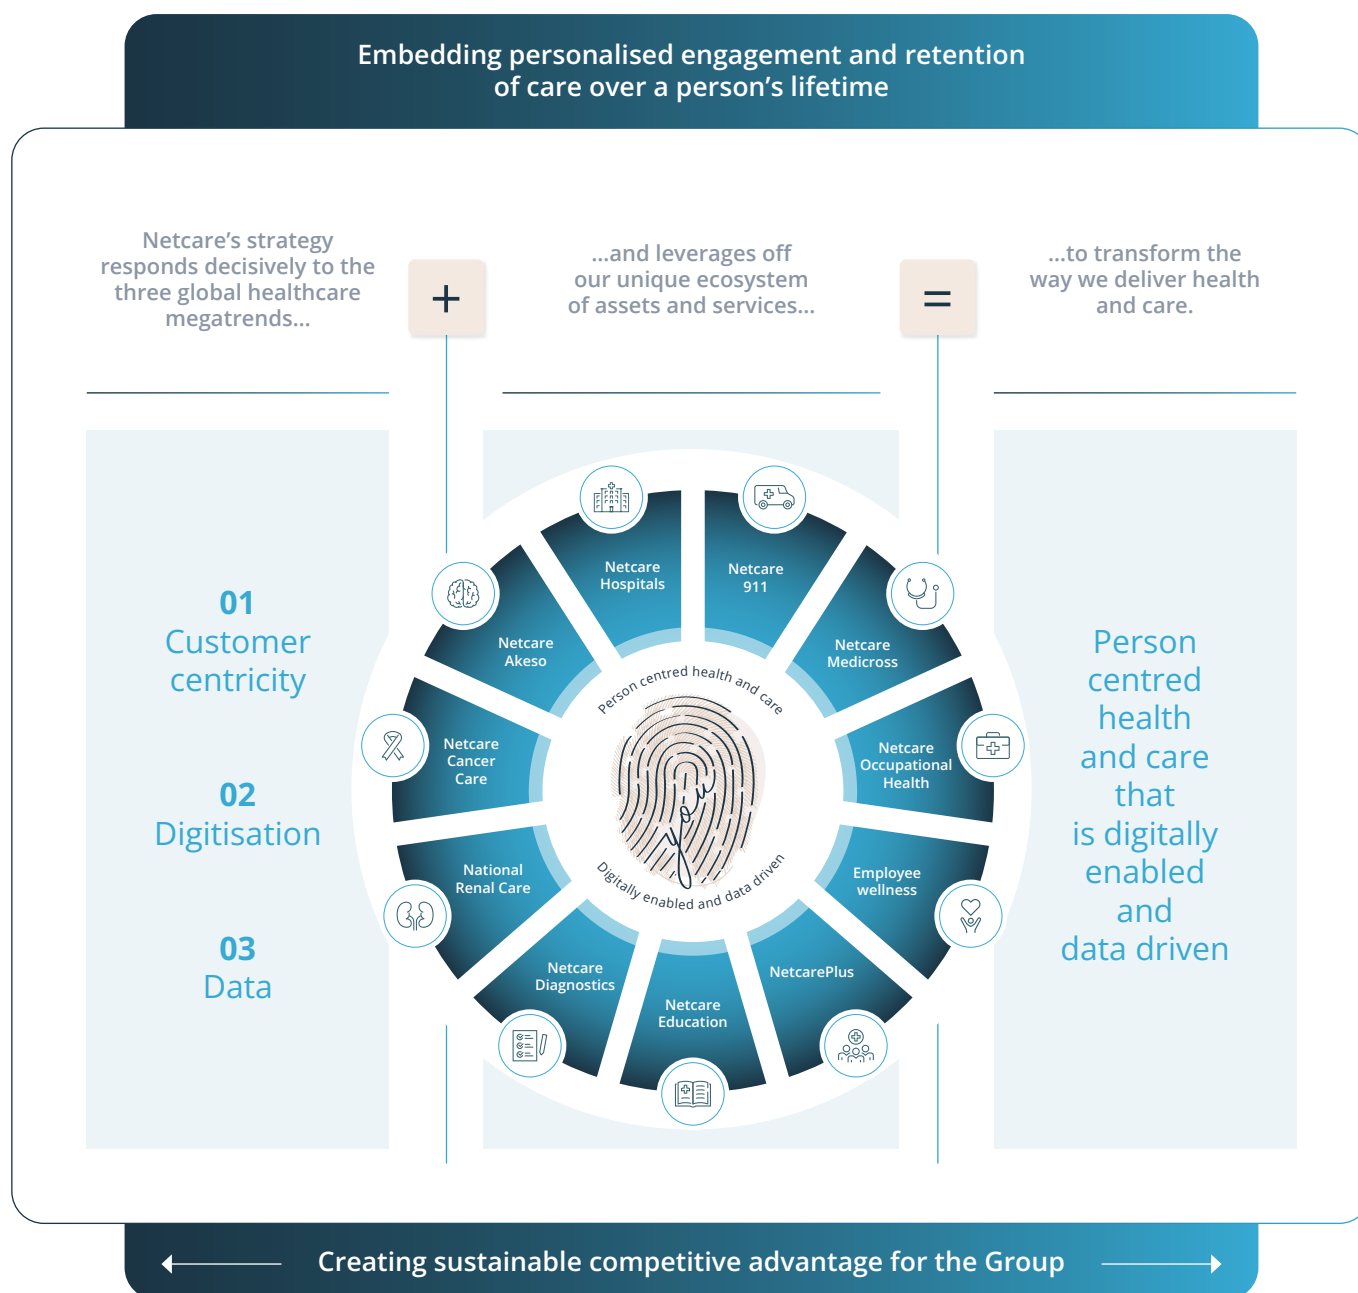 Embedding personalised engagement and retention
of care over a person's lifetime
Netcare's strategy
responds decisively to the
three global healthcare
megatrends...
+
...and leverages off
our unique ecosystem
of assets and services...
=
...to transform the
way we deliver health
and care.
01
Customer
centricity
02
Digitisation
03
Data
Netcare
Hospitals
Netcare
911
Netcare
Medicross
Netcare
Occupational
Health
Employee
wellness
NetcarePlus
Netcare
Education
Netcare
Diagnostics
National
Renal Care
Netcare
Cancer
Care
Netcare
Akeso
Person centred health and care
you
Digitally enabled and data driven
Person
centred
health
and care
that
is digitally
enabled
and
data driven
Creating sustainable competitive advantage for the Group